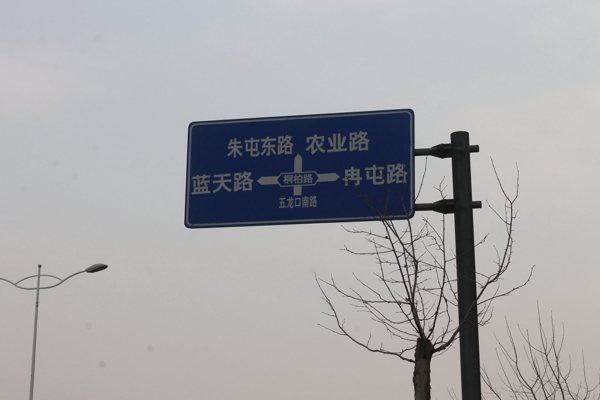 朱屯东路 农业路
蓝天路 桐柏路 冉屯路
五龙口南路